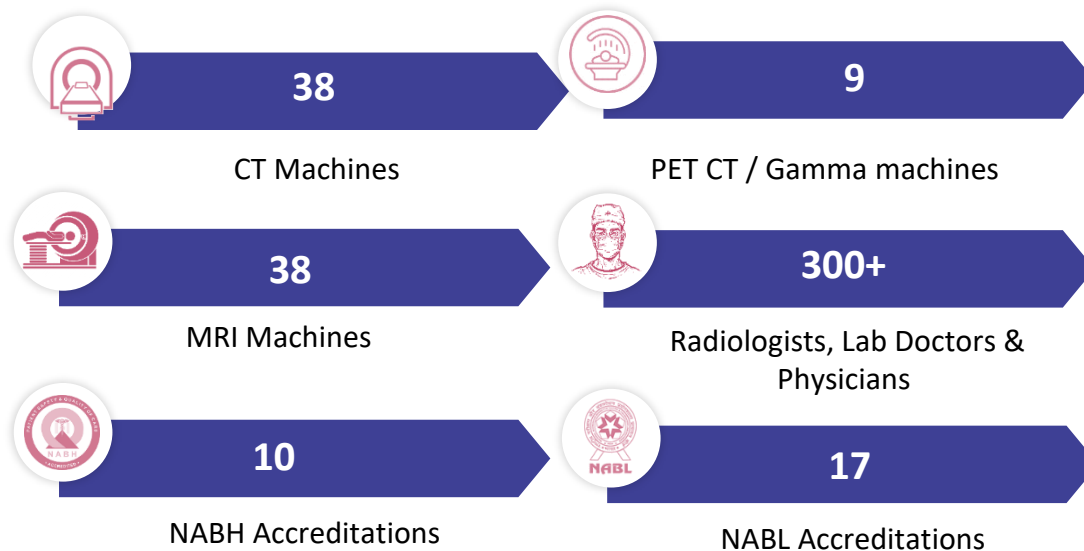 38
9
CT Machines
PET CT / Gamma machines
38
300+
MRI Machines
Radiologists, Lab Doctors &
Physicians
NABH
10
NABL
17
NABH Accreditations
NABL Accreditations